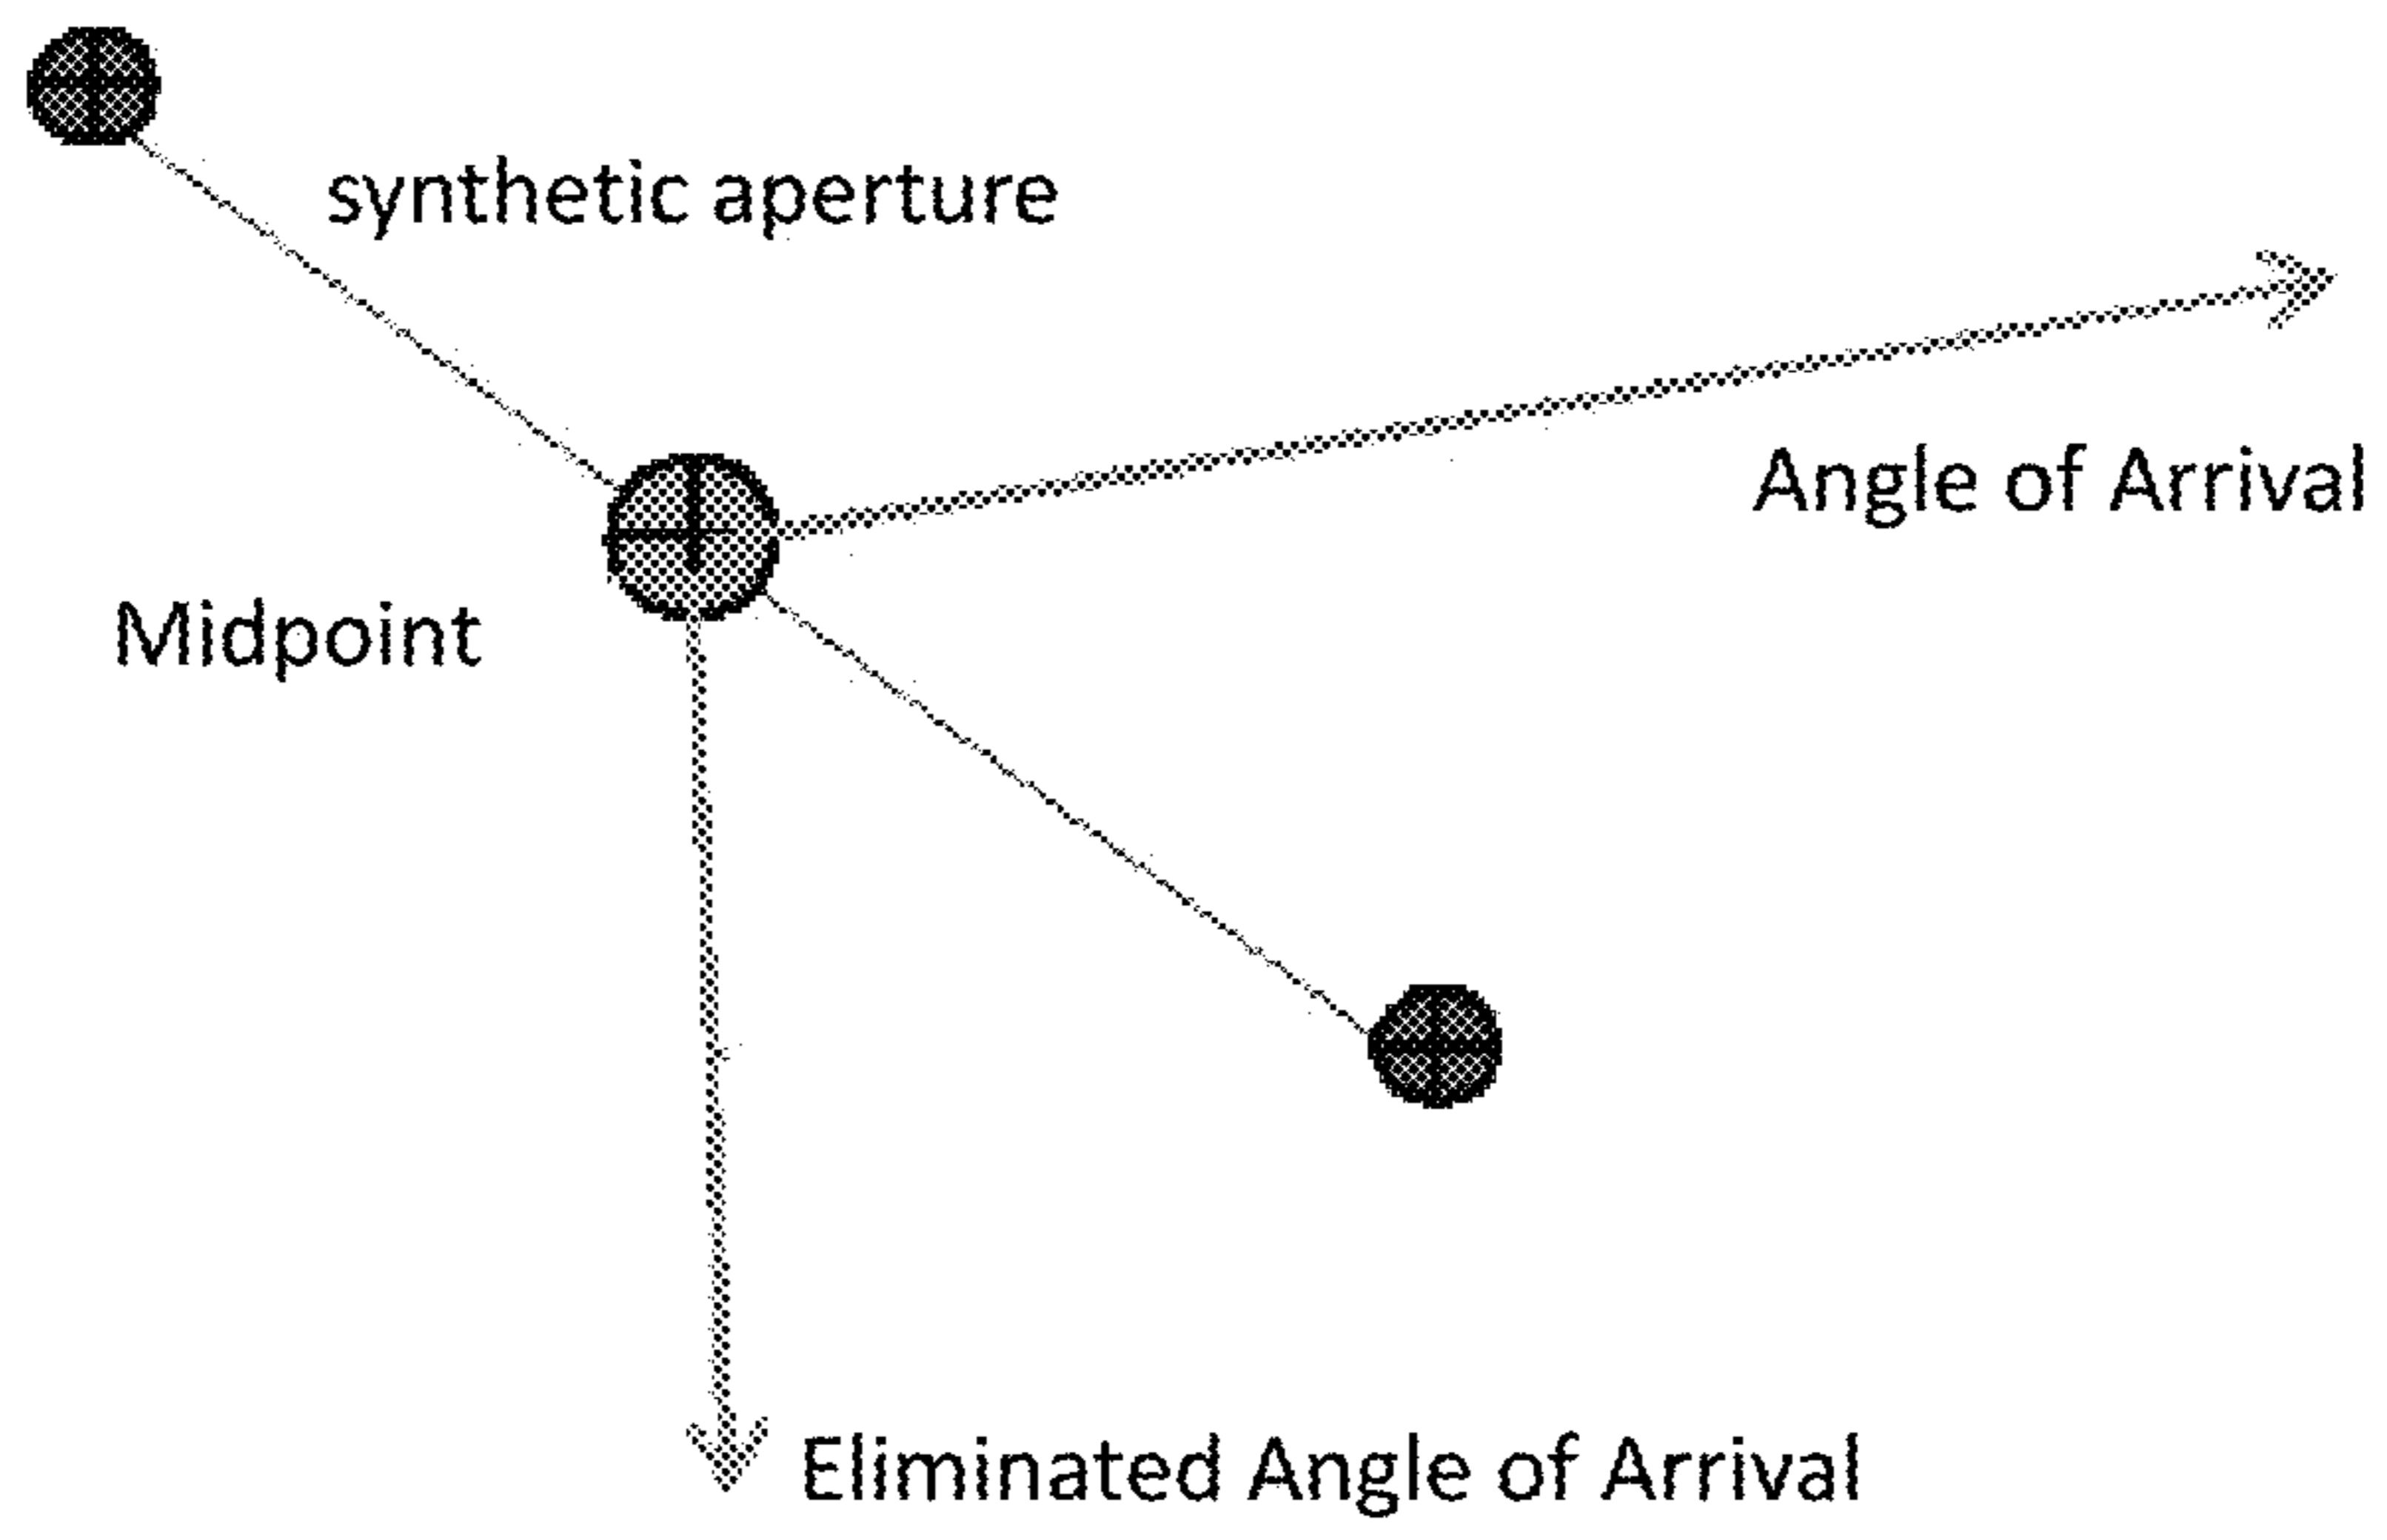 synthetic aperture
Angle of Arrival
Midpoint
Eliminated Angle of Arrival